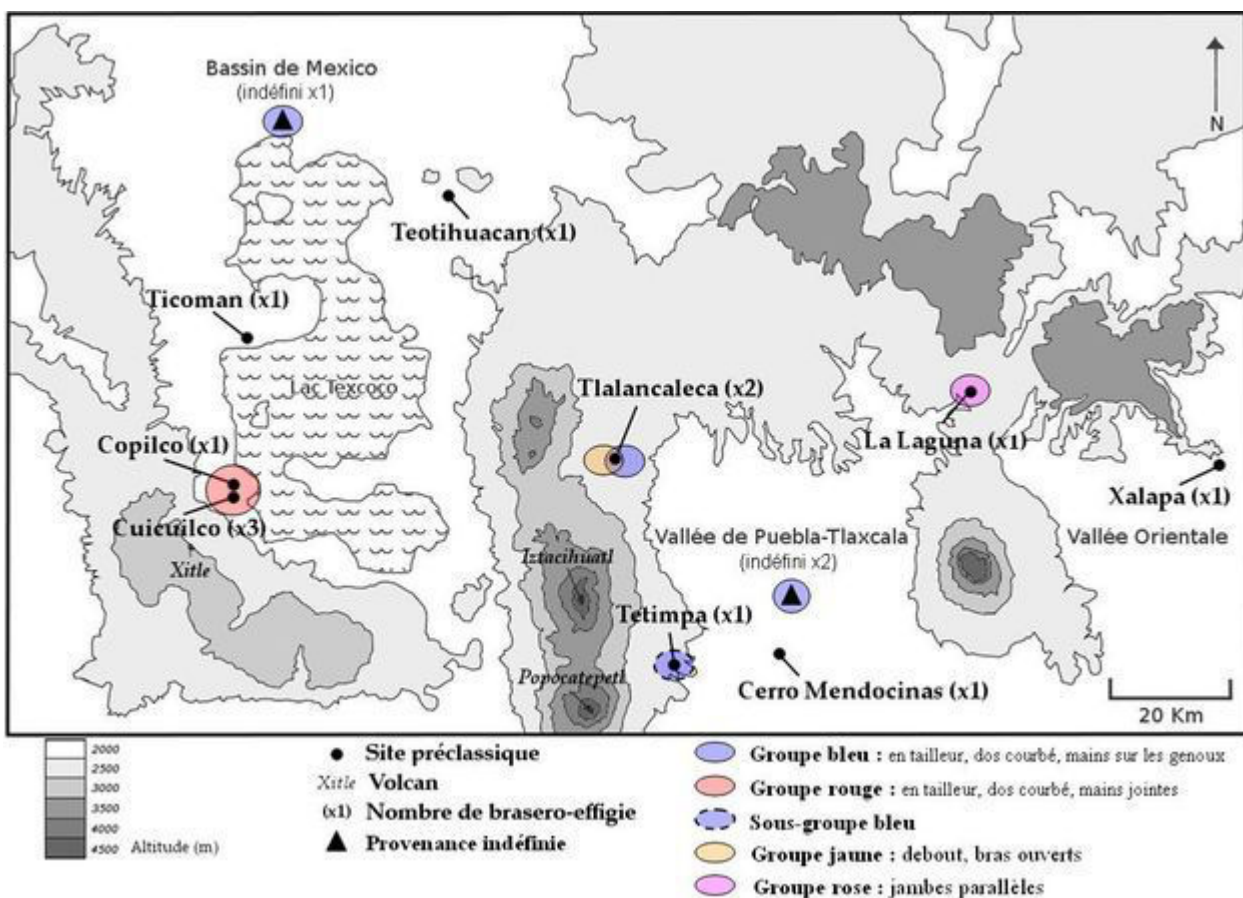 Bassin de Mexico
(indéfini x1)
N
Teotihuacan (x1)
Ticoman (x1)
Lac Texcoco
Tlalancaleca (x2)
Copilco (x1)
La Laguna (x1)
Xalapa (x1)
Cuicuilco (x3)
Vallée de Puebla-Tlaxcala
(indéfini x2)
Vallée Orientale
Iztacihuatl
Xitle
Tetimpa (x1)
Popocatepetl
Cerro Mendocinas (x1)
20 Km
2000
2500
3000
3500
4000
4500
Altitude (m)
Site préclassique
Xitle Volcan
(x1) Nombre de brasero-effigie
Provenance indéfinie
Groupe bleu : en tailleur, dos courbé, mains sur les genoux
Groupe rouge : en tailleur, dos courbé, mains jointes
Sous-groupe bleu
Groupe jaune : debout, bras ouverts
Groupe rose : jambes parallèles